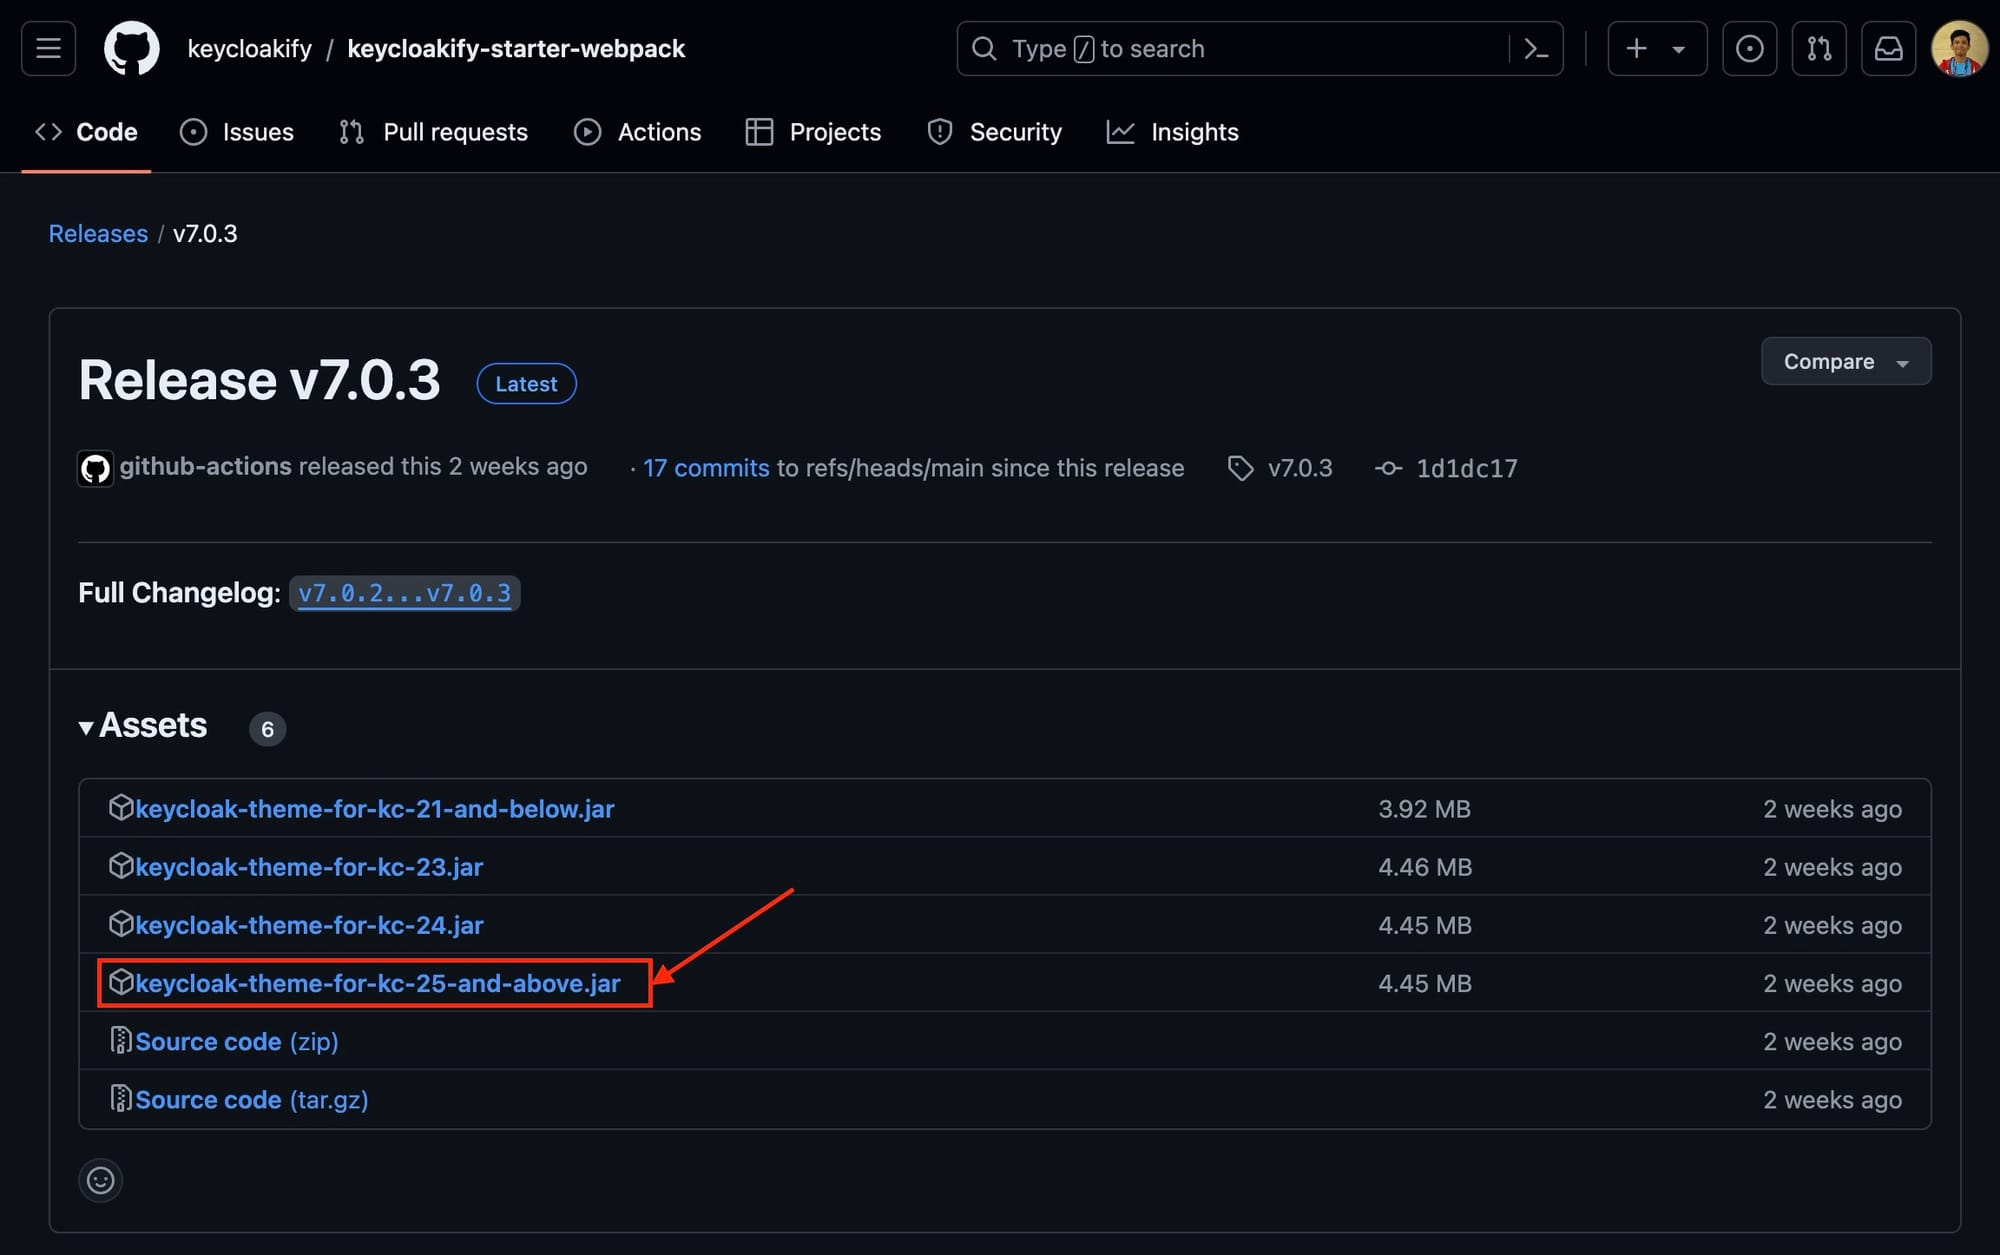 keycloakify / keycloakify-starter-webpack
Type / to search
Code Issues Pull requests Actions Projects Security Insights
Releases / v7.0.3
Release v7.0.3 Latest
Compare
github-actions released this 2 weeks ago · 17 commits to refs/heads/main since this release v7.0.3 1d1dc17
Full Changelog: v7.0.2...v7.0.3
Assets 6
keycloak-theme-for-kc-21-and-below.jar 3.92 MB 2 weeks ago
keycloak-theme-for-kc-23.jar 4.46 MB 2 weeks ago
keycloak-theme-for-kc-24.jar 4.45 MB 2 weeks ago
keycloak-theme-for-kc-25-and-above.jar 4.45 MB 2 weeks ago
Source code (zip) 2 weeks ago
Source code (tar.gz) 2 weeks ago